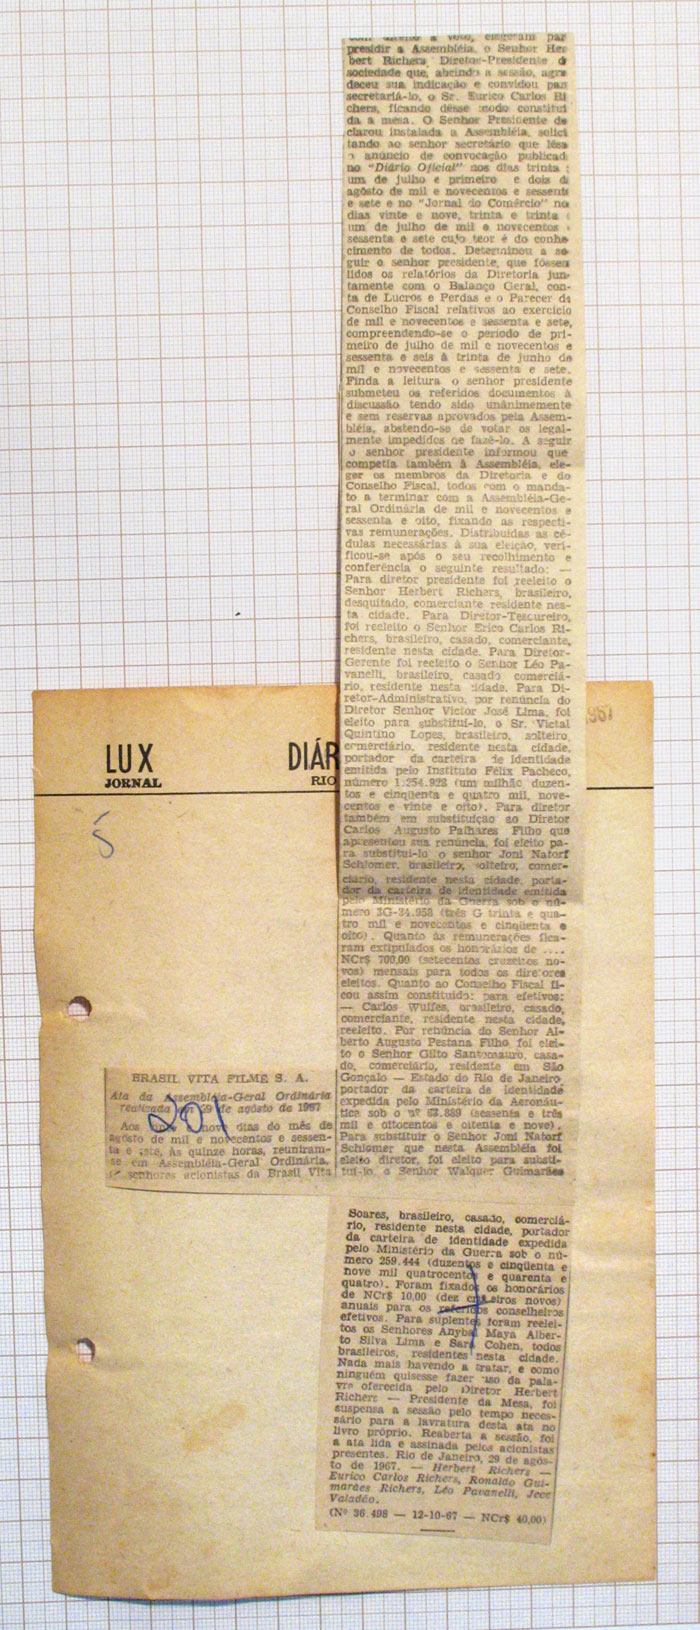 LUX
JORNAL
DIÁR
RIO
1967
201
BRASIL VITA FILME S. A.
Ata da Assembléia-Geral Ordinária
realizada em 29 de agôsto de 1967
Aos nove dias do mês de
agôsto de mil e novecentos e sessen-
ta e sete, às quinze horas, reuniram-
se em Assembléia-Geral Ordinária,
senhores acionistas da Brasil Vita
com direito a voto, elegeram par
presidir a Assembléia, o Senhor Her
bert Richers Diretor-Presidente d
sociedade que, abrindo a sessão, agra
deceu sua indicação e convidou par
secretariá-lo, o Sr. Eurico Carlos Ri
chers, ficando dêsse modo constituí
da a mesa. O Senhor Presidente de
clarou instalada a Assembléia, solici
tando ao senhor secretário que lêsse
o anúncio de convocação publicad
no "Diário Oficial" nos dias trinta
um de julho e primeiro e dois d
agôsto de mil e novecentos e sessent
e sete e no "Jornal do Comércio" no
dias vinte e nove, trinta e trinta
um de julho de mil e novecentos
sessenta e sete cujo teor é do conhe
cimento de todos. Determinou a se-
guir o senhor presidente, que fôssem
lidos os relatórios da Diretoria jun-
tamente com o Balanço Geral, con-
ta de Lucros e Perdas e o Parecer do
Conselho Fiscal relativos ao exercício
de mil e novecentos e sessenta e sete,
compreendendo-se o período de pri-
meiro de julho de mil e novecentos e
sessenta e seis à trinta de junho de
mil e novecentos e sessenta e sete.
Finda a leitura o senhor presidente
submeteu os referidos documentos à
discussão tendo sido unânimemente
e sem reservas aprovados pela Assem-
bléia, abstendo-se de votar os legal-
mente impedidos de fazê-lo. A seguir
o senhor presidente informou que
competia também à Assembléia, ele-
ger os membros da Diretoria e do
Conselho Fiscal, todos com o manda-
to a terminar com a Assembléia-Ge-
ral Ordinária de mil e novecentos e
sessenta e oito, fixando as respecti-
vas remunerações. Distribuídas as cé-
dulas necessárias à sua eleição, veri-
ficou-se após o seu recolhimento e
conferência o seguinte resultado: —
Para diretor presidente foi reeleito o
Senhor Herbert Richers, brasileiro,
desquitado, comerciante residente nes-
ta cidade. Para Diretor-Tesoureiro,
foi reeleito o Senhor Erico Carlos Ri-
chers, brasileiro, casado, comerciante,
residente nesta cidade. Para Diretor-
Gerente foi reeleito o Senhor Léo Pa-
vanelli, brasileiro, casado comerciá-
rio, residente nesta cidade. Para Di-
retor-Administrativo, por renúncia do
Diretor Senhor Victor José Lima, foi
eleito para substituí-lo, o Sr. Victal
Quintino Lopes, brasileiro, solteiro,
comerciário, residente nesta cidade,
portador da carteira de identidade
emitida pelo Instituto Félix Pacheco,
número 1.254.928 (um milhão duzen-
tos e cinqüenta e quatro mil, nove-
centos e vinte e oito). Para diretor
também em substituição ao Diretor
Carlos Augusto Palhares Filho que
apresentou sua renúncia, foi eleito pa-
ra substituí-lo o senhor Joni Natorf
Schlomer, brasileiro, solteiro, comer-
ciário, residente nesta cidade, porta-
dor da carteira de identidade emitida
pelo Ministério da Guerra sob o nú-
mero 3G-34.958 (três G trinta e qua-
tro mil e novecentos e cinqüenta e
oito). Quanto às remunerações fica-
ram extipulados os honorários de ....
NCr$ 700,00 (setecentos cruzeiros no-
vos) mensais para todos os diretores
eleitos. Quanto ao Conselho Fiscal fi-
cou assim constituído: para efetivos:
— Carlos Wulfes, brasileiro, casado,
comerciante, residente nesta cidade,
reeleito. Por renúncia do Senhor Al-
berto Augusto Pestana Filho, foi elei-
to o Senhor Gilto Santomauro, casa-
do, comerciário, residente em São
Gonçalo — Estado do Rio de Janeiro
portador da carteira de identidade
expedida pelo Ministério da Aeronáu-
tica sob o nº 63.889 (sessenta e três
mil e oitocentos e oitenta e nove).
Para substituir o Senhor Joni Natorf
Schlomer que nesta Assembléia foi
eleito diretor, foi eleito para substi-
tuí-lo, o Senhor Walquer Guimarães
Soares, brasileiro, casado, comerciá-
rio, residente nesta cidade, portador
da carteira de identidade expedida
pelo Ministério da Guerra sob o nú-
mero 259.444 (duzentos e cinqüenta e
nove mil quatrocentos e quarenta e
quatro). Foram fixados os honorários
de NCr$ 10,00 (dez cruzeiros novos)
anuais para os referidos conselheiros
efetivos. Para suplentes foram reelei-
tos os Senhores Anybal Maya Alber-
to Silva Lima e Sara Cohen, todos
brasileiros, residentes nesta cidade.
Nada mais havendo a tratar, e como
ninguém quisesse fazer uso da pala-
vra oferecida pelo Diretor Herbert
Richers — Presidente da Mesa, foi
suspensa a sessão pelo tempo neces-
sário para a lavratura desta ata no
livro próprio. Reaberta a sessão, foi
a ata lida e assinada pelos acionistas
presentes. Rio de Janeiro, 29 de agôs-
to de 1967. — Herbert Richers —
Eurico Carlos Richers, Ronaldo Gui-
marães Richers, Léo Pavanelli, Jece
Valadão.
(Nº 36.498 — 12-10-67 — NCr$ 40,00)